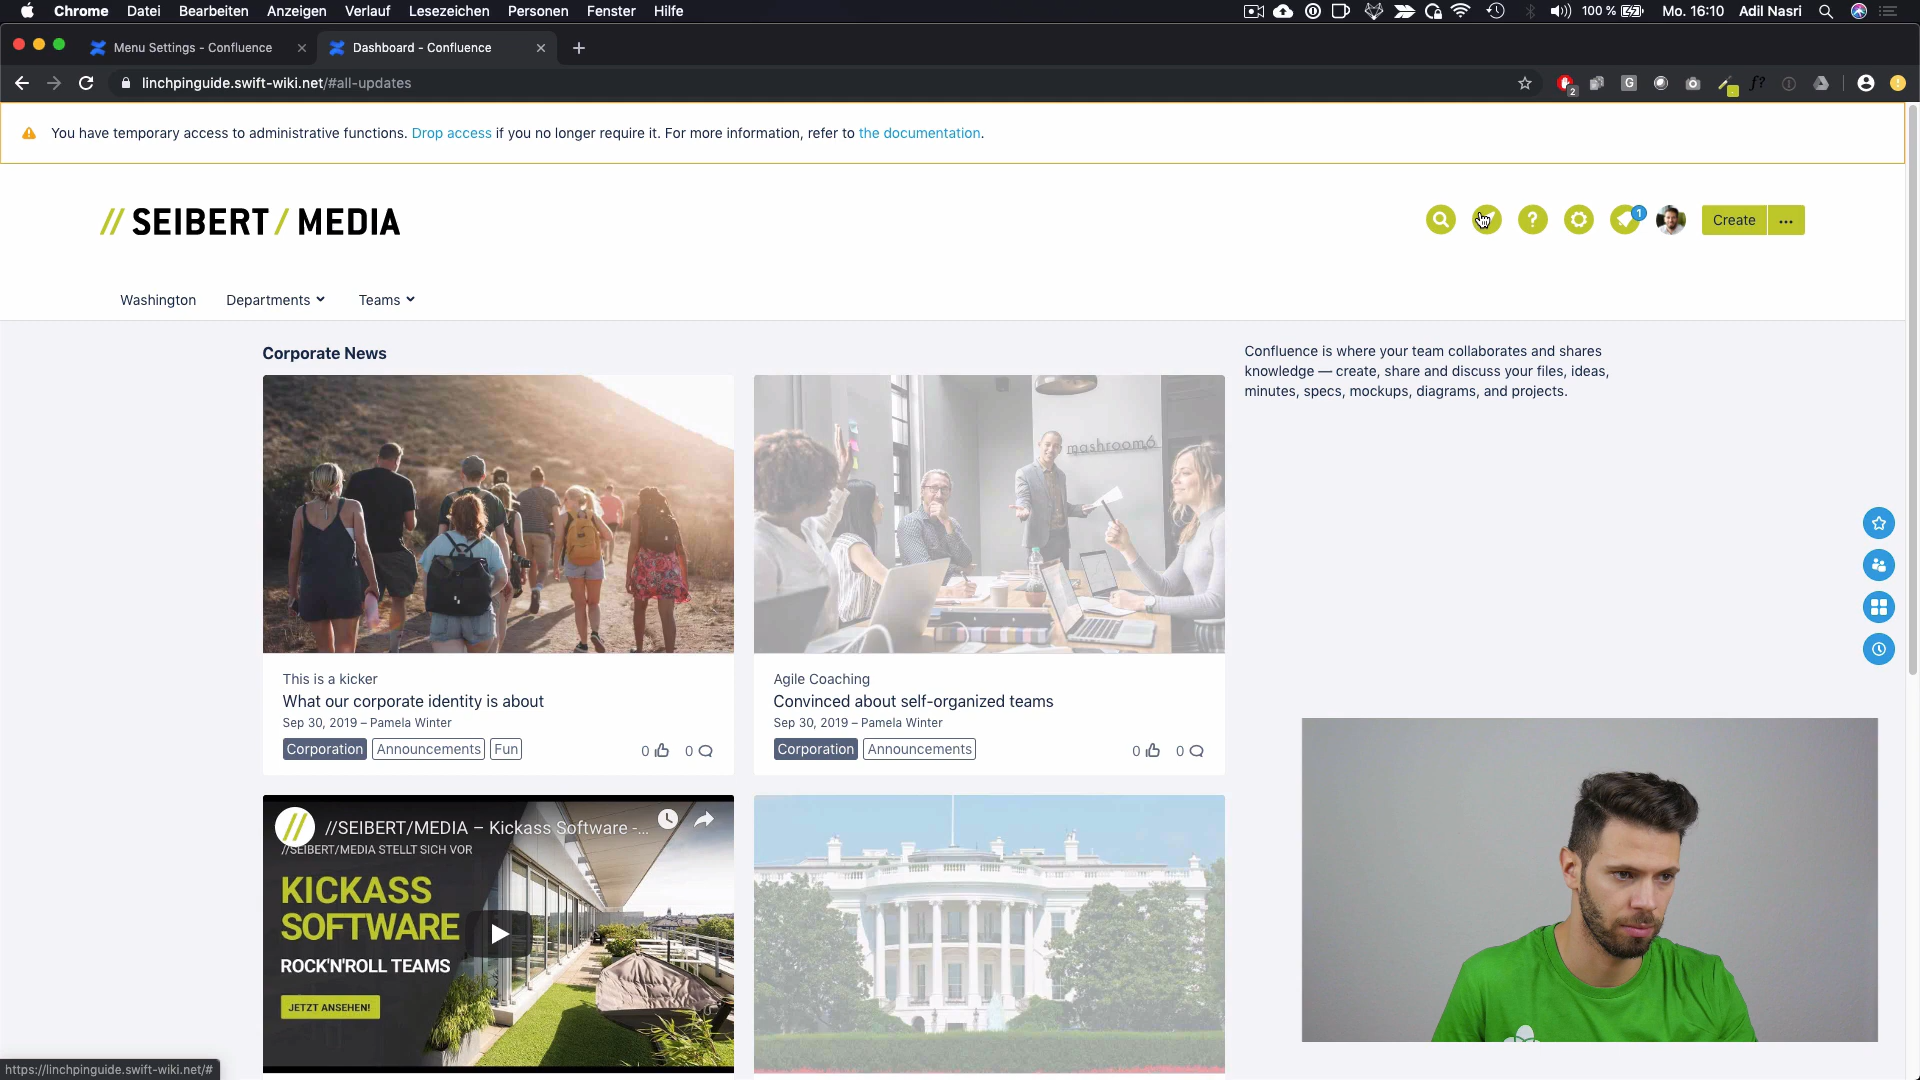 Chrome Datei Bearbeiten Anzeigen Verlauf Lesezeichen Personen Fenster Hilfe 100 % Mo. 16:10 Adil Nasri
Menu Settings - Confluence
Dashboard - Confluence
linchpinguide.swift-wiki.net/#all-updates
2
G
f?
You have temporary access to administrative functions. Drop access if you no longer require it. For more information, refer to the documentation.
// SEIBERT / MEDIA
?
1
Create
Washington Departments Teams
Corporate News
Confluence is where your team collaborates and shares
knowledge — create, share and discuss your files, ideas,
minutes, specs, mockups, diagrams, and projects.
mashroom6
This is a kicker
What our corporate identity is about
Sep 30, 2019 – Pamela Winter
Corporation Announcements Fun
0 0
Agile Coaching
Convinced about self-organized teams
Sep 30, 2019 – Pamela Winter
Corporation Announcements
0 0
//SEIBERT/MEDIA – Kickass Software -...
//SEIBERT/MEDIA STELLT SICH VOR
KICKASS
SOFTWARE
ROCK'N'ROLL TEAMS
JETZT ANSEHEN!
https://linchpinguide.swift-wiki.net/#